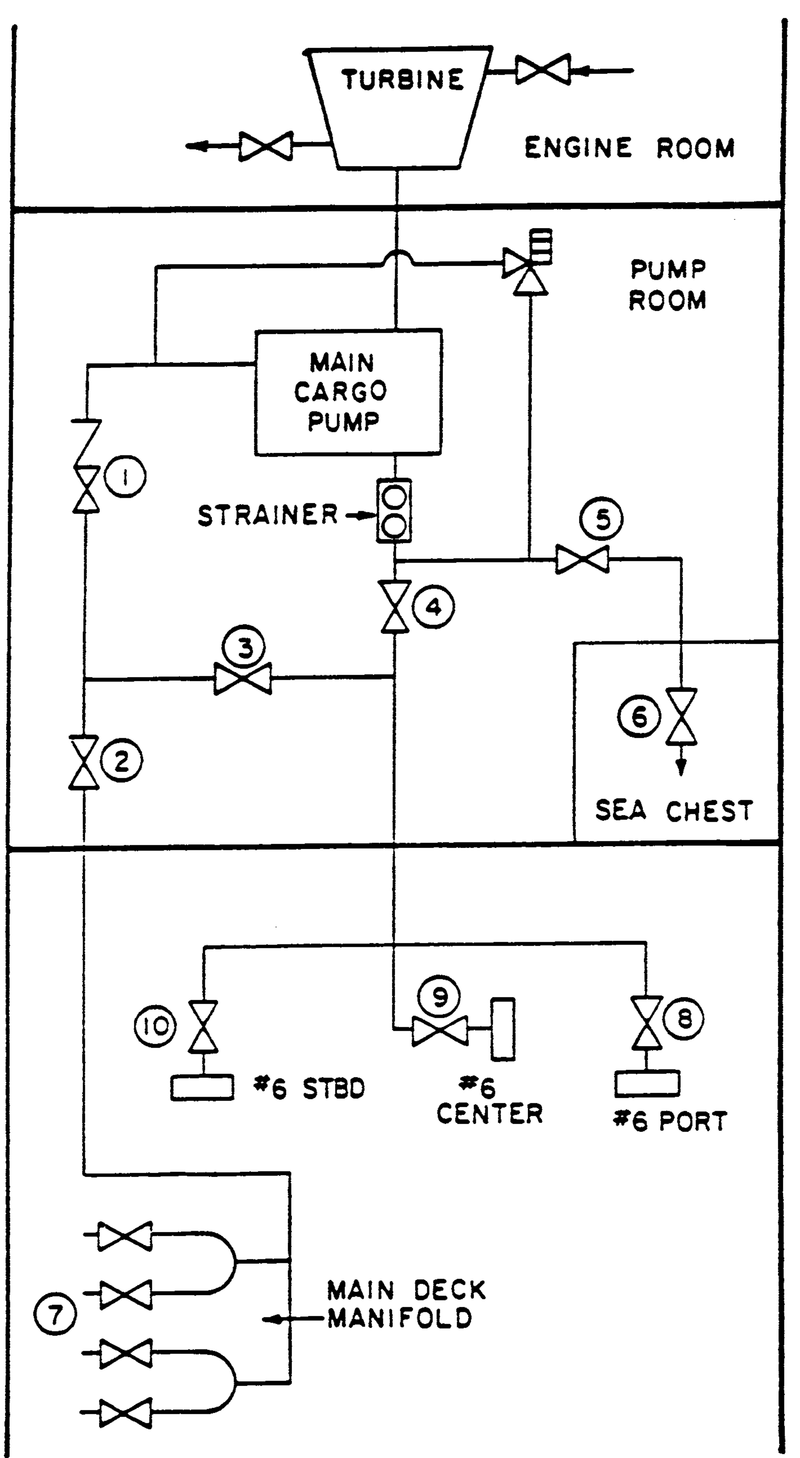 TURBINE
ENGINE ROOM
PUMP
ROOM
MAIN
CARGO
PUMP
1
STRAINER
5
4
3
6
2
SEA CHEST
9
10
8
#6 STBD
#6
CENTER
#6 PORT
7
MAIN DECK
MANIFOLD